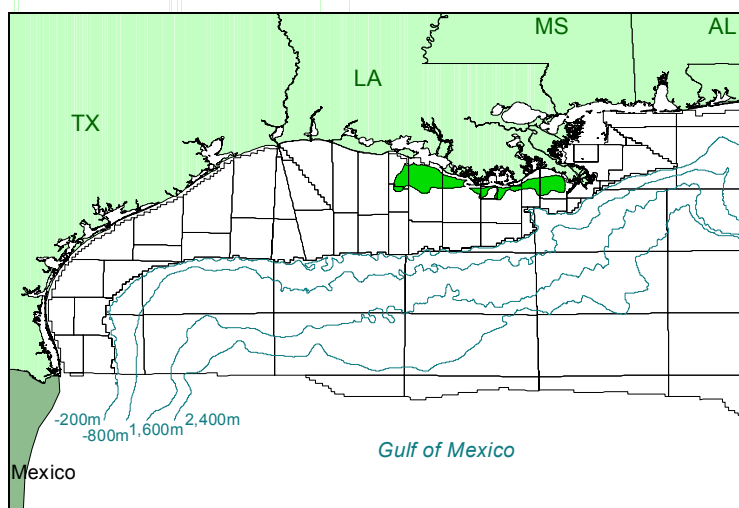 MS
AL
LA
TX
-200m
-800m
1,600m
2,400m
Gulf of Mexico
Mexico